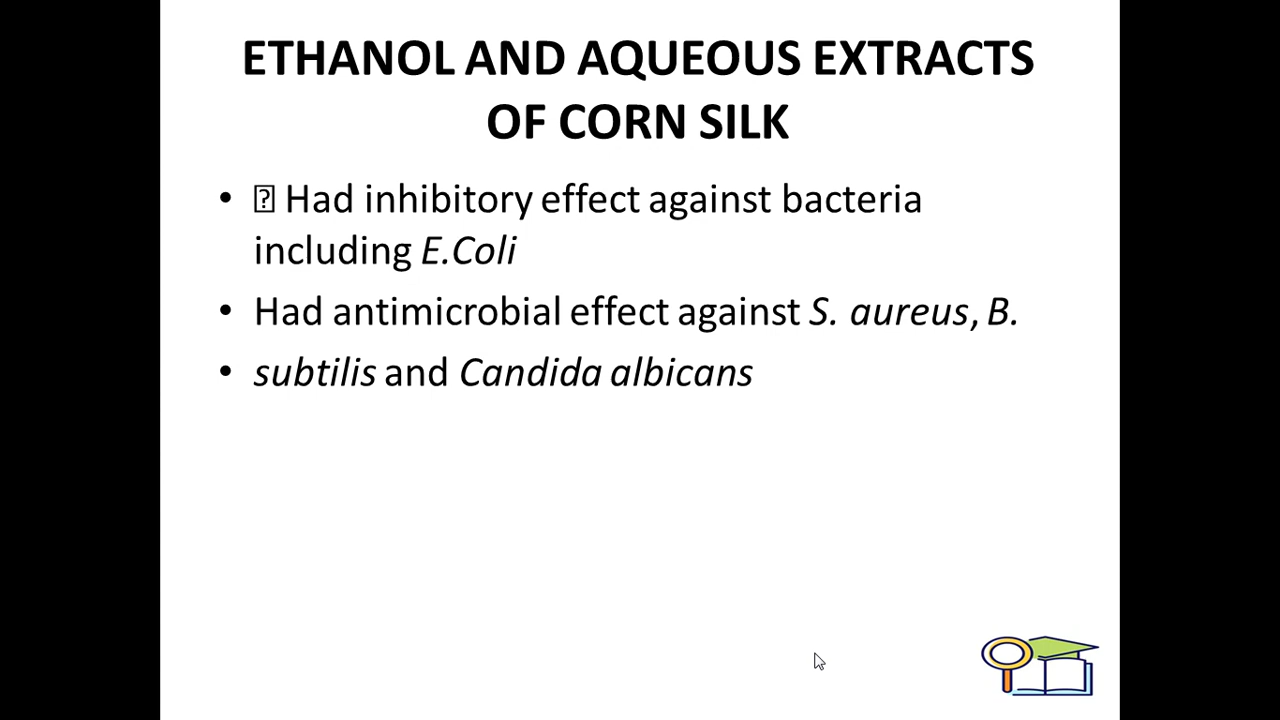 ETHANOL AND AQUEOUS EXTRACTS
OF CORN SILK
• Had inhibitory effect against bacteria
including E.Coli
• Had antimicrobial effect against S. aureus, B.
• subtilis and Candida albicans